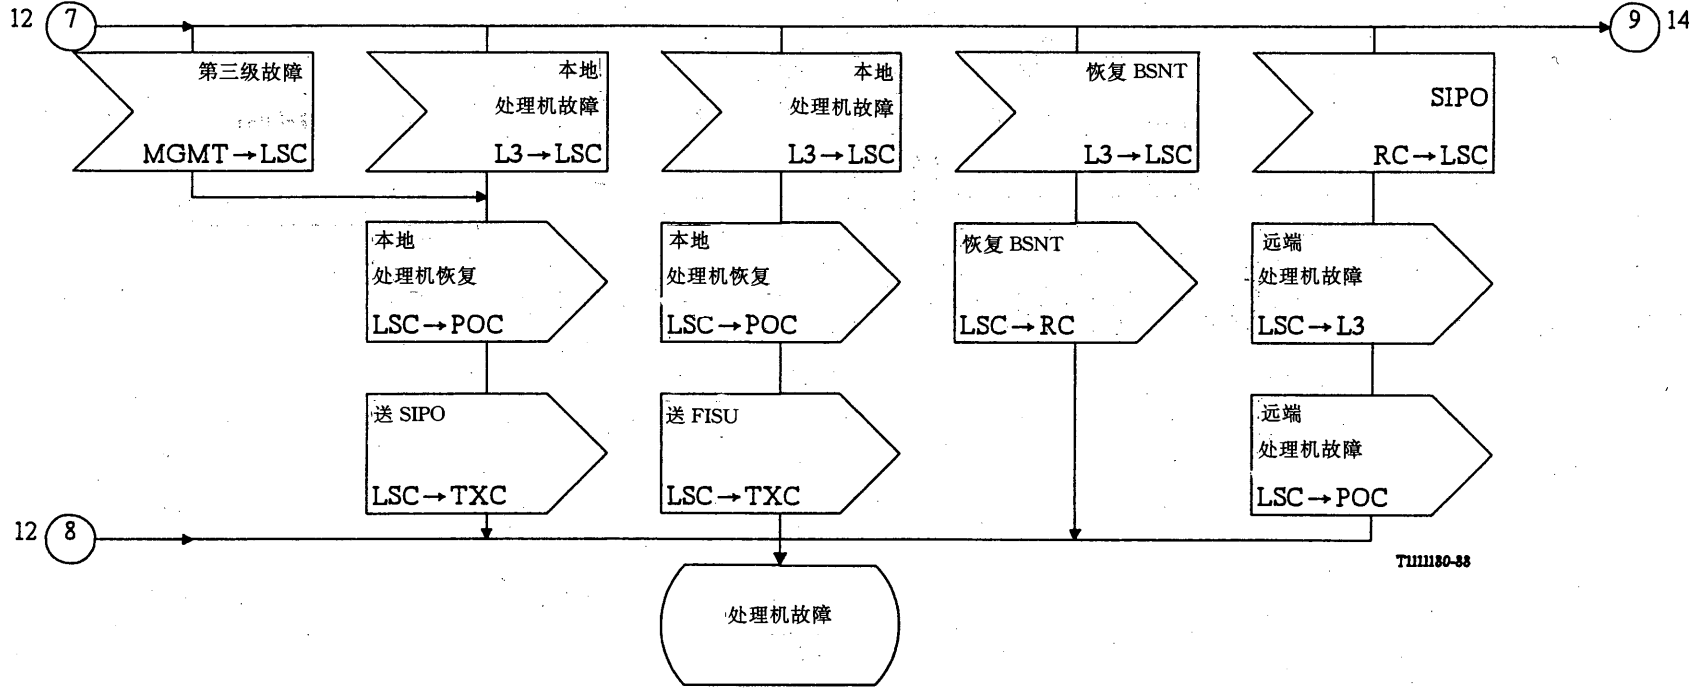 12 7 9 14
第三级故障
MGMT→LSC
本地
处理机故障
L3→LSC
本地
处理机故障
L3→LSC
恢复 BSNT
L3→LSC
SIPO
RC→LSC
本地
处理机恢复
LSC→POC
本地
处理机恢复
LSC→POC
恢复 BSNT
LSC→RC
远端
处理机故障
LSC→L3
送 SIPO
LSC→TXC
送 FISU
LSC→TXC
远端
处理机故障
LSC→POC
12 8
T1111130-88
处理机故障